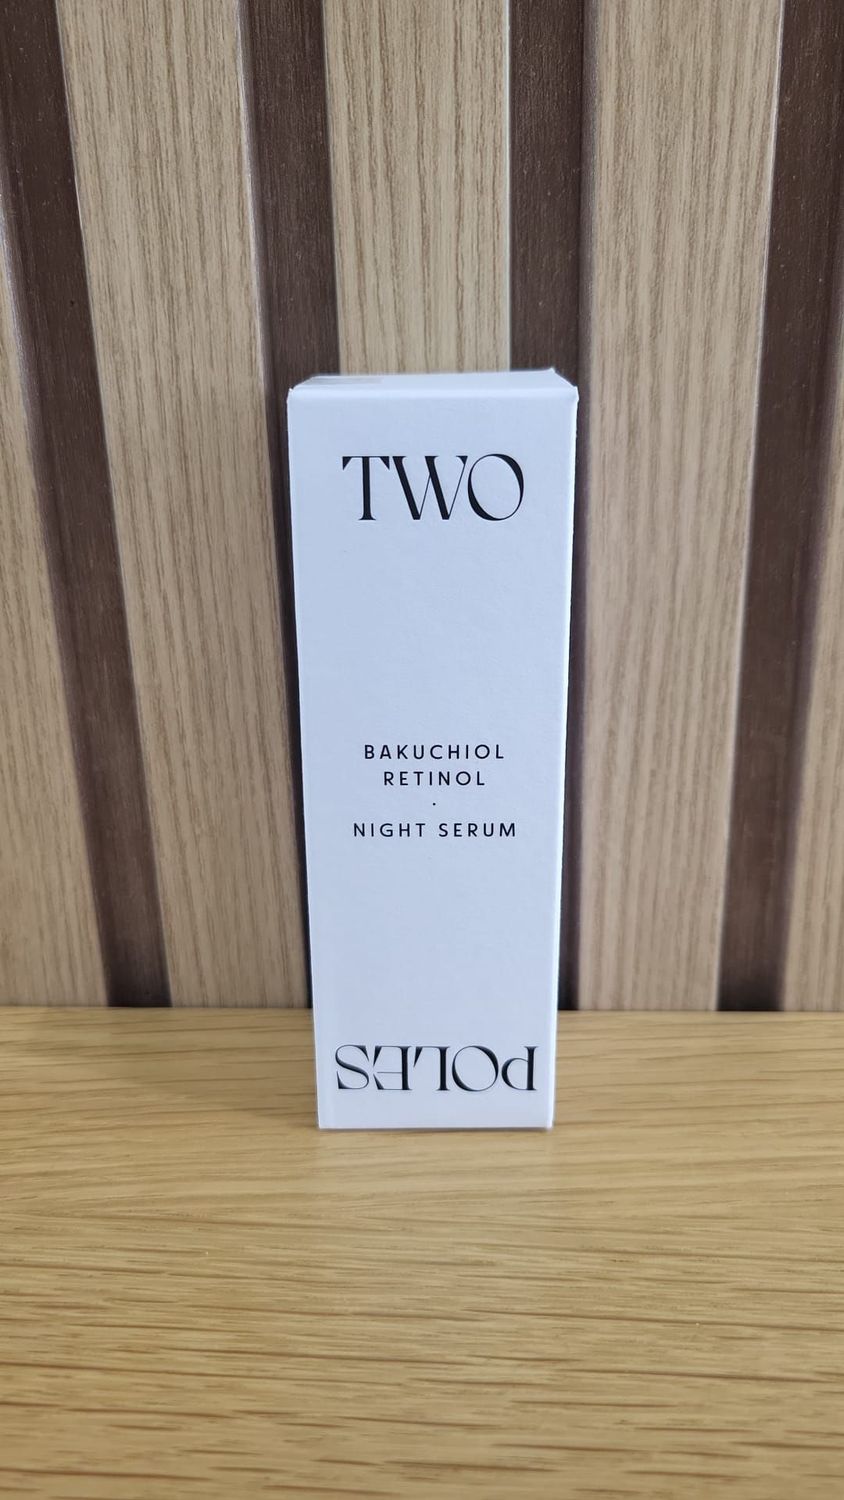 TWO
BAKUCHIOL
RETINOL
·
NIGHT SERUM
POLES